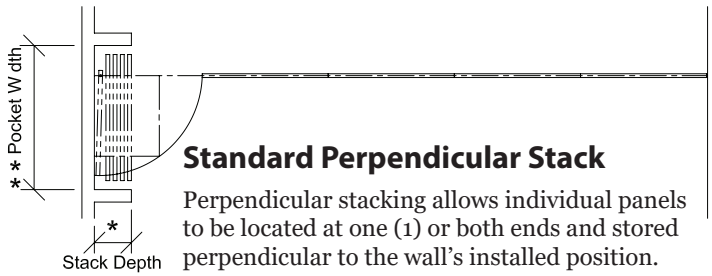 * * Pocket W dth
*
Stack Depth
Standard Perpendicular Stack
Perpendicular stacking allows individual panels
to be located at one (1) or both ends and stored
perpendicular to the wall's installed position.